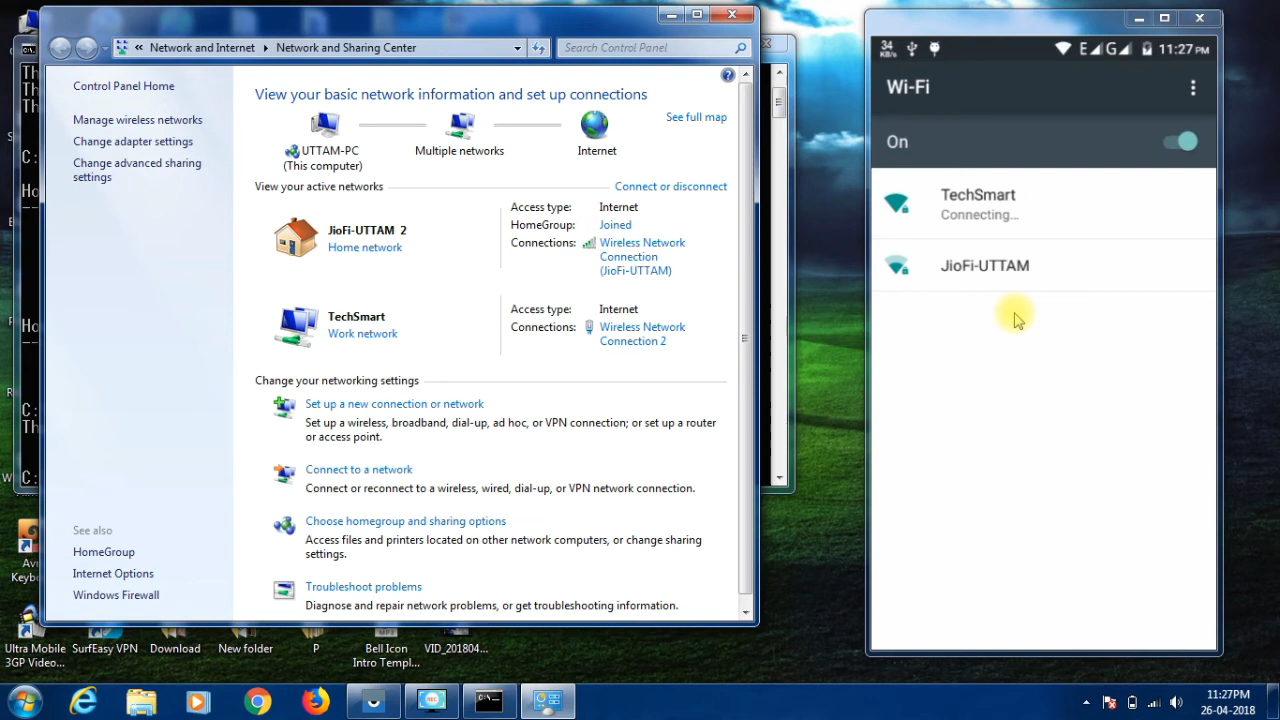 « Network and Internet Network and Sharing Center
Search Control Panel
Control Panel Home
Manage wireless networks
Change adapter settings
Change advanced sharing
settings
See also
HomeGroup
Internet Options
Windows Firewall
View your basic network information and set up connections
See full map
UTTAM-PC
(This computer)
Multiple networks
Internet
View your active networks
Connect or disconnect
JioFi-UTTAM 2
Home network
Access type: Internet
HomeGroup: Joined
Connections: Wireless Network
Connection
(JioFi-UTTAM)
TechSmart
Work network
Access type: Internet
Connections: Wireless Network
Connection 2
Change your networking settings
Set up a new connection or network
Set up a wireless, broadband, dial-up, ad hoc, or VPN connection; or set up a router
or access point.
Connect to a network
Connect or reconnect to a wireless, wired, dial-up, or VPN network connection.
Choose homegroup and sharing options
Access files and printers located on other network computers, or change sharing
settings.
Troubleshoot problems
Diagnose and repair network problems, or get troubleshooting information.
34
KB/s
E G 11:27 PM
Wi-Fi
On
TechSmart
Connecting...
JioFi-UTTAM
Th
Th
Th
C:
Ho
--
Ho
--
C:
Th
C:
Ultra Mobile
3GP Video...
SurfEasy VPN
Download
New folder
P
Bell Icon
Intro Templ...
VID_201804...
11:27PM
26-04-2018